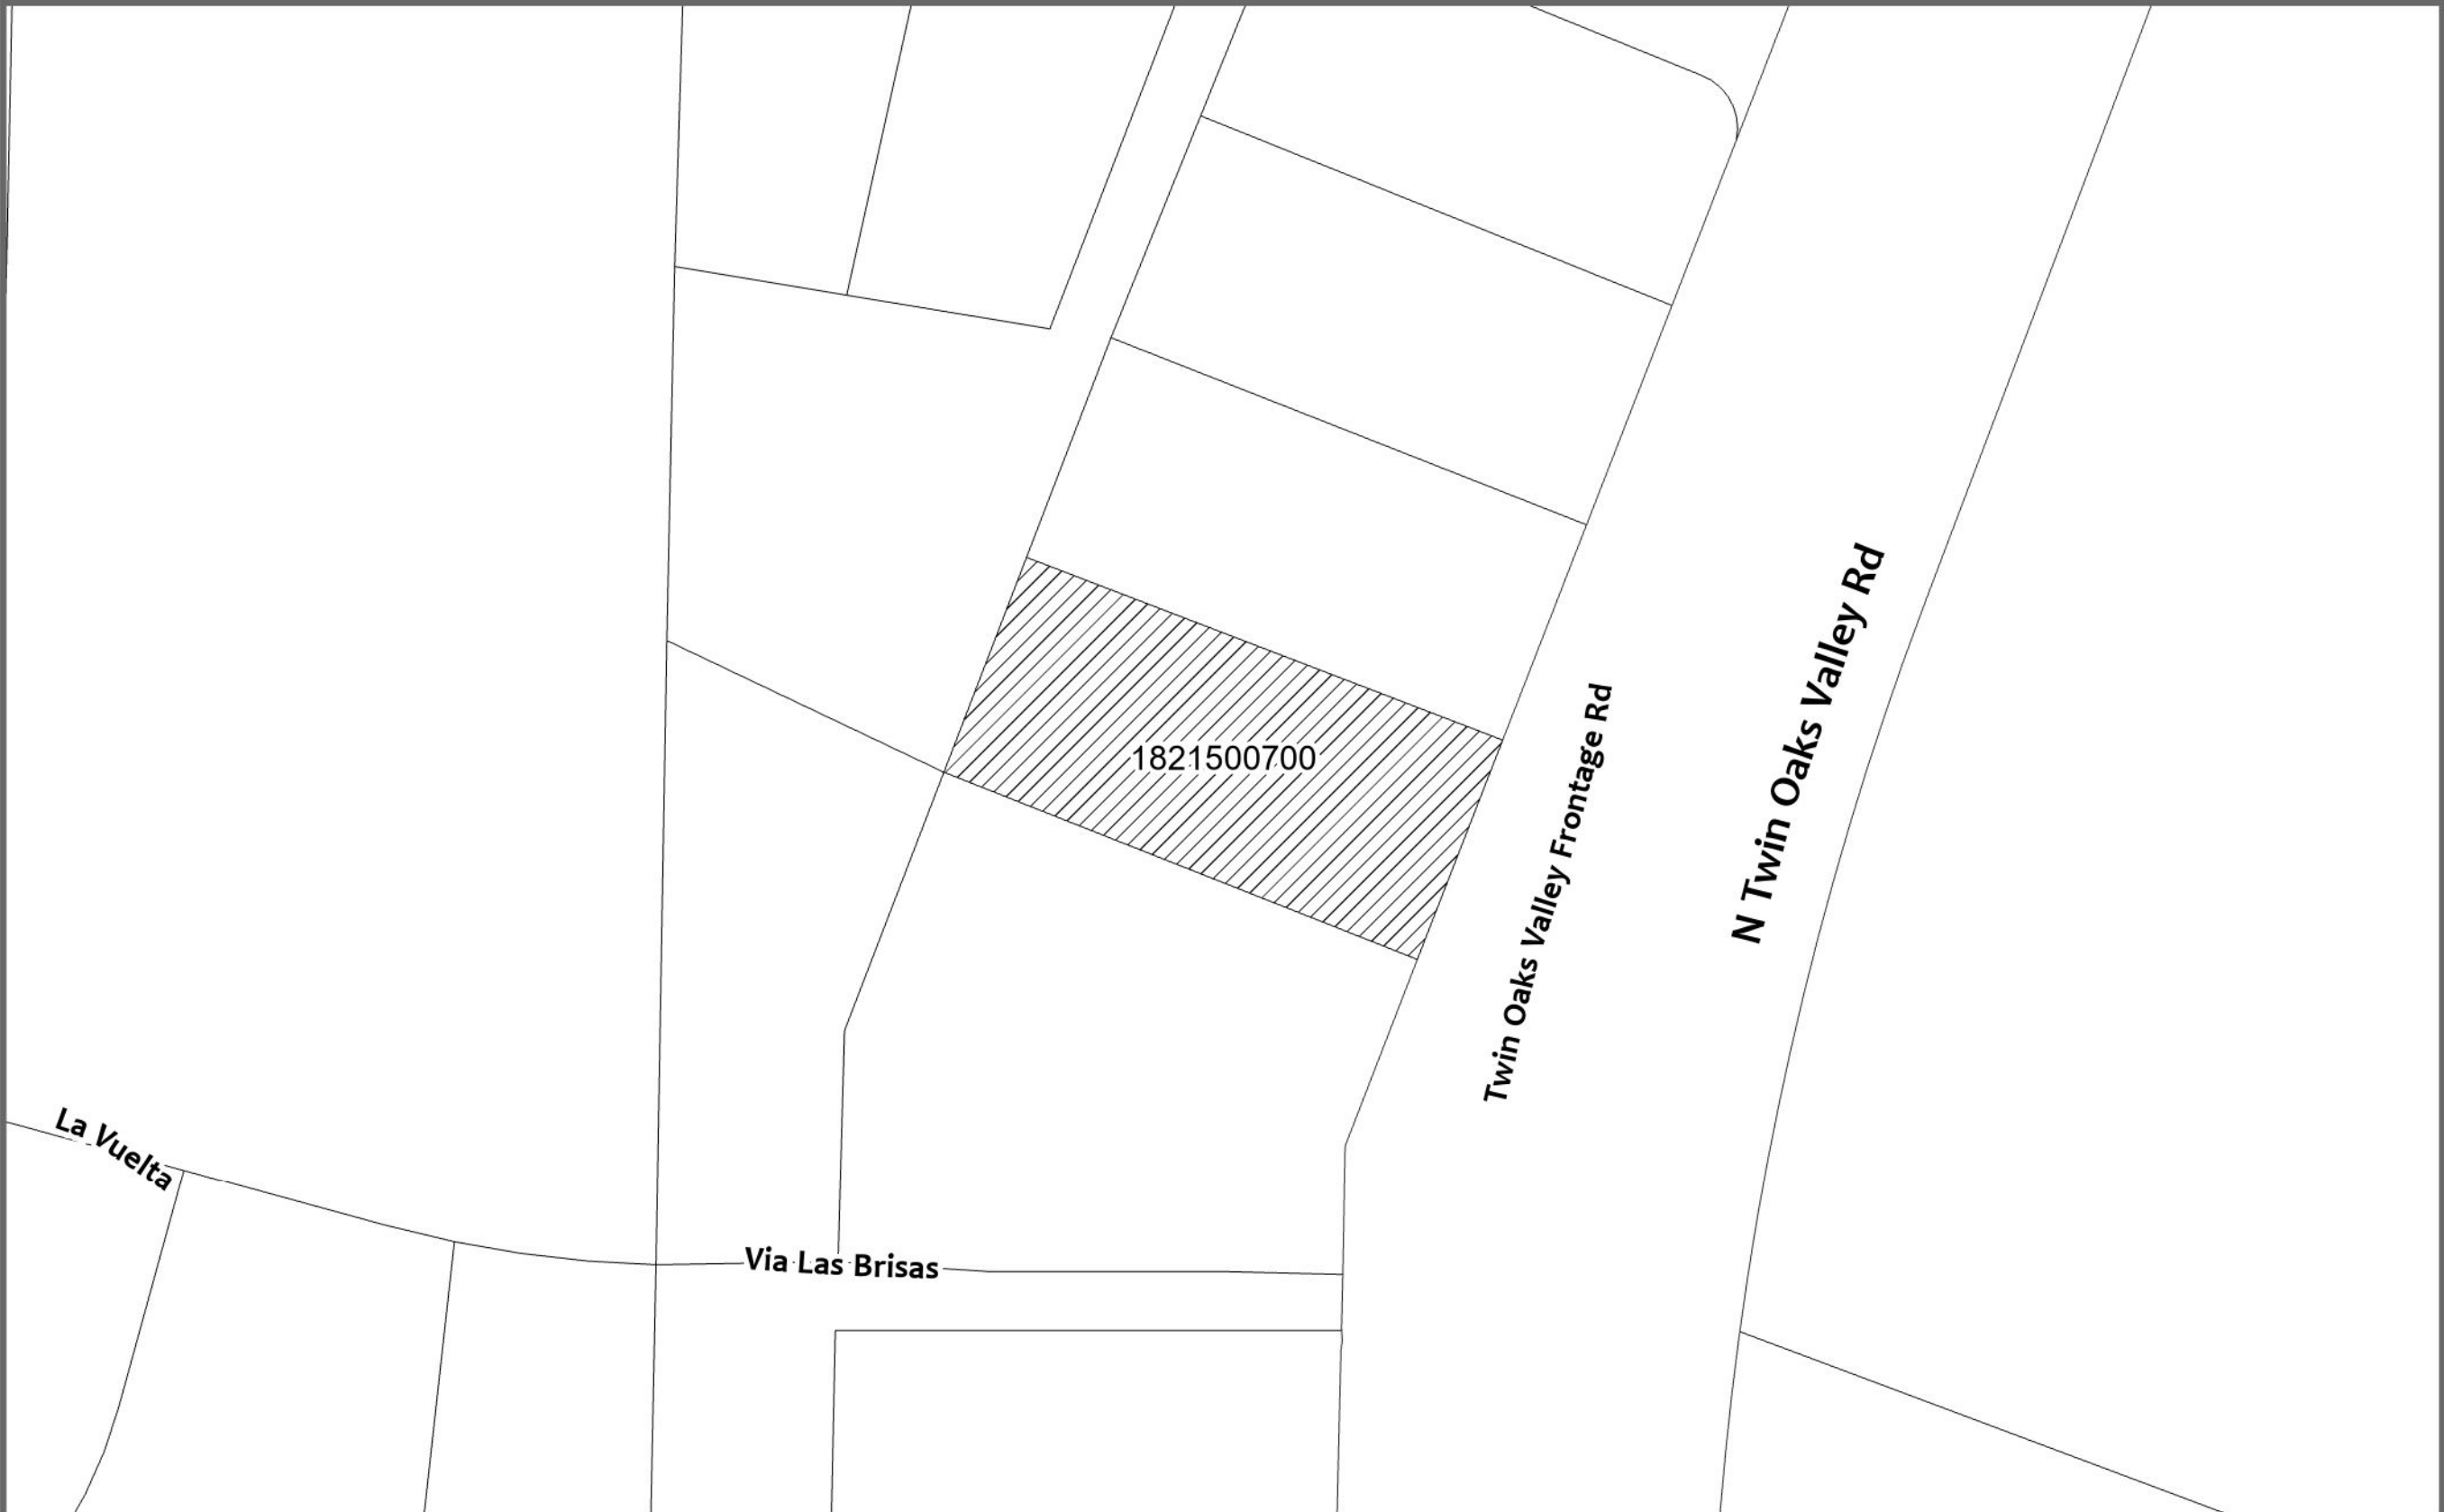 N Twin Oaks Valley Rd
Twin Oaks Valley Frontage Rd
1821500700
La Vuelta
Via Las Brisas